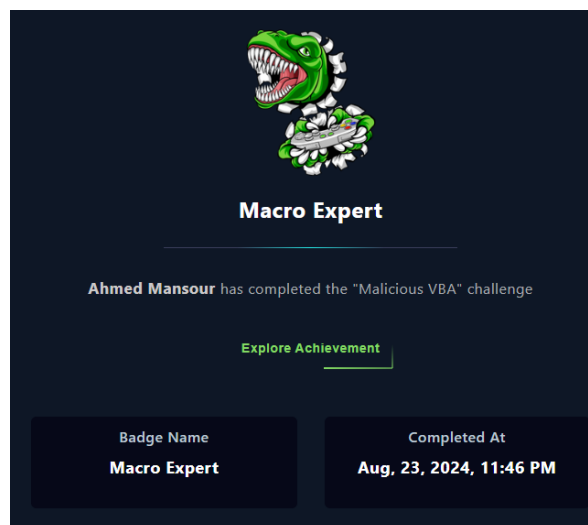 Macro Expert
Ahmed Mansour has completed the "Malicious VBA" challenge
Explore Achievement
Badge Name
Macro Expert
Completed At
Aug, 23, 2024, 11:46 PM